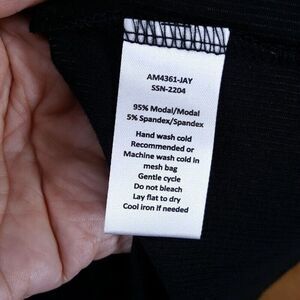 AM4361-JAY
SSN-2204
95% Modal/Modal
5% Spandex/Spandex
Hand wash cold
Recommended or
Machine wash cold in
mesh bag
Gentle cycle
Do not bleach
Lay flat to dry
Cool iron if needed